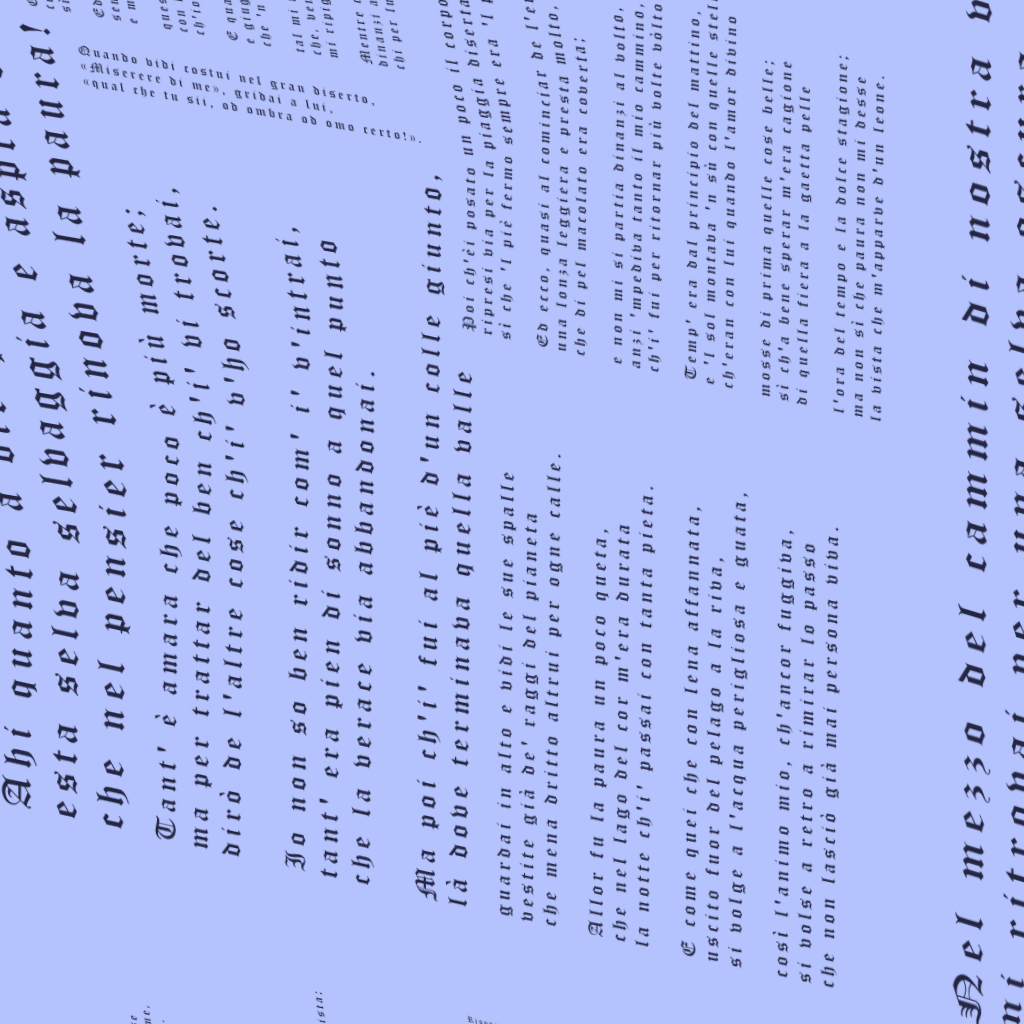 Nel mezzo del cammin di nostra
mi ritrovai per una selva oscura
Ahi quanto a dir
esta selva selvaggia e aspra
che nel pensier rinova la paura!
Tant' è amara che poco è più morte;
ma per trattar del ben ch'i' vi trovai,
dirò de l'altre cose ch'i' v'ho scorte.
Io non so ben ridir com' i' v'intrai,
tant' era pien di sonno a quel punto
che la verace via abbandonai.
Ma poi ch'i' fui al piè d'un colle giunto,
là dove terminava quella valle
guardai in alto e vidi le sue spalle
vestite già de' raggi del pianeta
che mena dritto altrui per ogne calle.
Allor fu la paura un poco queta,
che nel lago del cor m'era durata
la notte ch'i' passai con tanta pieta.
E come quei che con lena affannata,
uscito fuor del pelago a la riva,
si volge a l'acqua perigliosa e guata,
così l'animo mio, ch'ancor fuggiva,
si volse a retro a rimirar lo passo
che non lasciò già mai persona viva.
Poi ch'èi posato un poco il corpo
ripresi via per la piaggia diserta
sì che 'l piè fermo sempre era 'l
Ed ecco, quasi al cominciar de l'er
una lonza leggiera e presta molto,
che di pel macolato era coverta;
e non mi si partia dinanzi al volto,
anzi 'mpediva tanto il mio cammino,
ch'i' fui per ritornar più volte vòlto
Temp' era dal principio del mattino,
e 'l sol montava 'n sù con quelle stel
ch'eran con lui quando l'amor divino
mosse di prima quelle cose belle;
sì ch'a bene sperar m'era cagione
di quella fiera a la gaetta pelle
l'ora del tempo e la dolce stagione;
ma non sì che paura non mi desse
la vista che m'apparve d'un leone.
E qua
e giug
che 'n
tal mi
che, ve
mi ripig
Mentre
dinanzi a
chi per lu
Quando vidi costui nel gran diserto,
«Miserere di me», gridai a lui,
«qual che tu sii, od ombra od omo certo!».